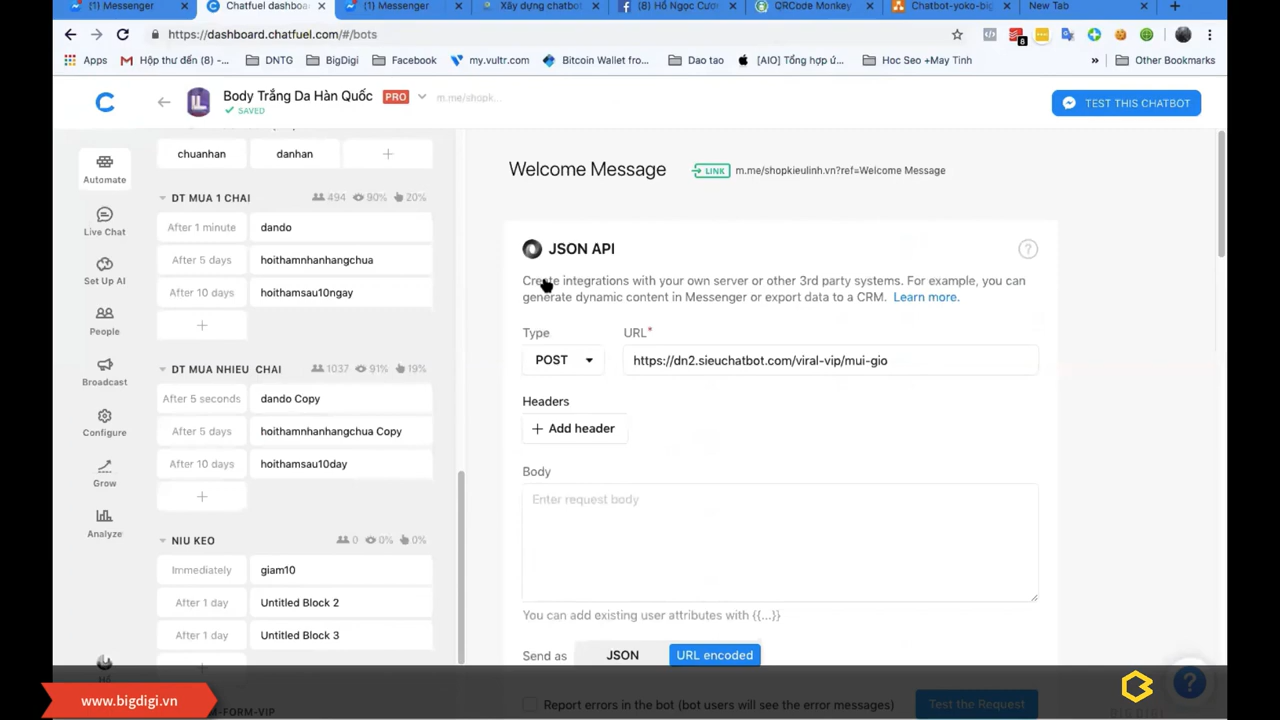 (1) Messenger
Chatfuel dashboa
(1) Messenger
Xây dựng chatbot
(8) Hồ Ngọc Cươ
QRCode Monkey
Chatbot-yoko-big
New Tab
https://dashboard.chatfuel.com/#/bots
8
Apps
Hộp thư đến (8) -...
DNTG
BigDigi
Facebook
my.vultr.com
Bitcoin Wallet fro...
Dao tao
[AIO] Tổng hợp ứ...
Hoc Seo +May Tinh
»
Other Bookmarks
Body Trắng Da Hàn Quốc
PRO
m.me/shopk...
SAVED
TEST THIS CHATBOT
Automate
Live Chat
Set Up AI
People
Broadcast
Configure
Grow
Analyze
chuanhan
danhan
+
DT MUA 1 CHAI
494
90%
20%
After 1 minute
dando
After 5 days
hoithamnhanhangchua
After 10 days
hoithamsau10ngay
+
DT MUA NHIEU CHAI
1037
91%
19%
After 5 seconds
dando Copy
After 5 days
hoithamnhanhangchua Copy
After 10 days
hoithamsau10day
+
NIU KEO
0
0%
0%
Immediately
giam10
After 1 day
Untitled Block 2
After 1 day
Untitled Block 3
-FORM-VIP
Welcome Message
LINK
m.me/shopkieulinh.vn?ref=Welcome Message
JSON API
?
Create integrations with your own server or other 3rd party systems. For example, you can
generate dynamic content in Messenger or export data to a CRM. Learn more.
Type
URL*
POST
https://dn2.sieuchatbot.com/viral-vip/mui-gio
Headers
+ Add header
Body
Enter request body
You can add existing user attributes with {{...}}
Send as
JSON
URL encoded
Report errors in the bot (bot users will see the error messages)
Test the Request
?
www.bigdigi.vn
BIG DIGI